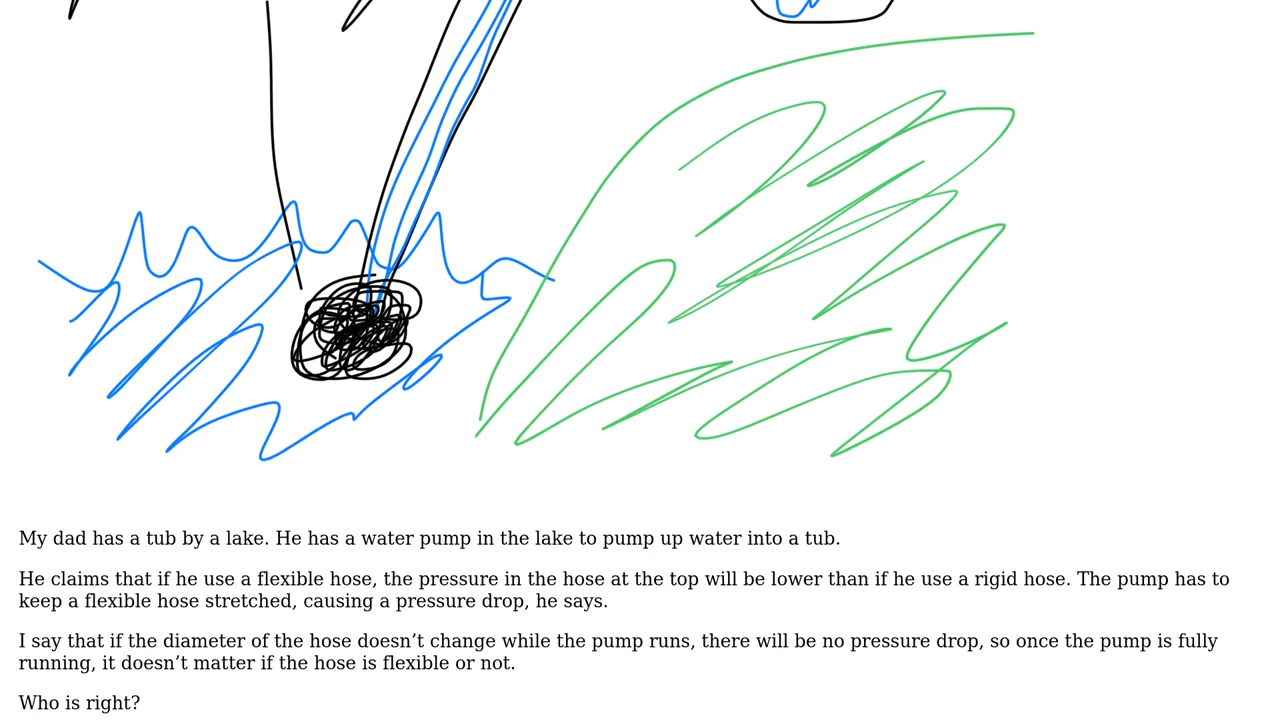 My dad has a tub by a lake. He has a water pump in the lake to pump up water into a tub.
He claims that if he use a flexible hose, the pressure in the hose at the top will be lower than if he use a rigid hose. The pump has to
keep a flexible hose stretched, causing a pressure drop, he says.
I say that if the diameter of the hose doesn’t change while the pump runs, there will be no pressure drop, so once the pump is fully
running, it doesn’t matter if the hose is flexible or not.
Who is right?